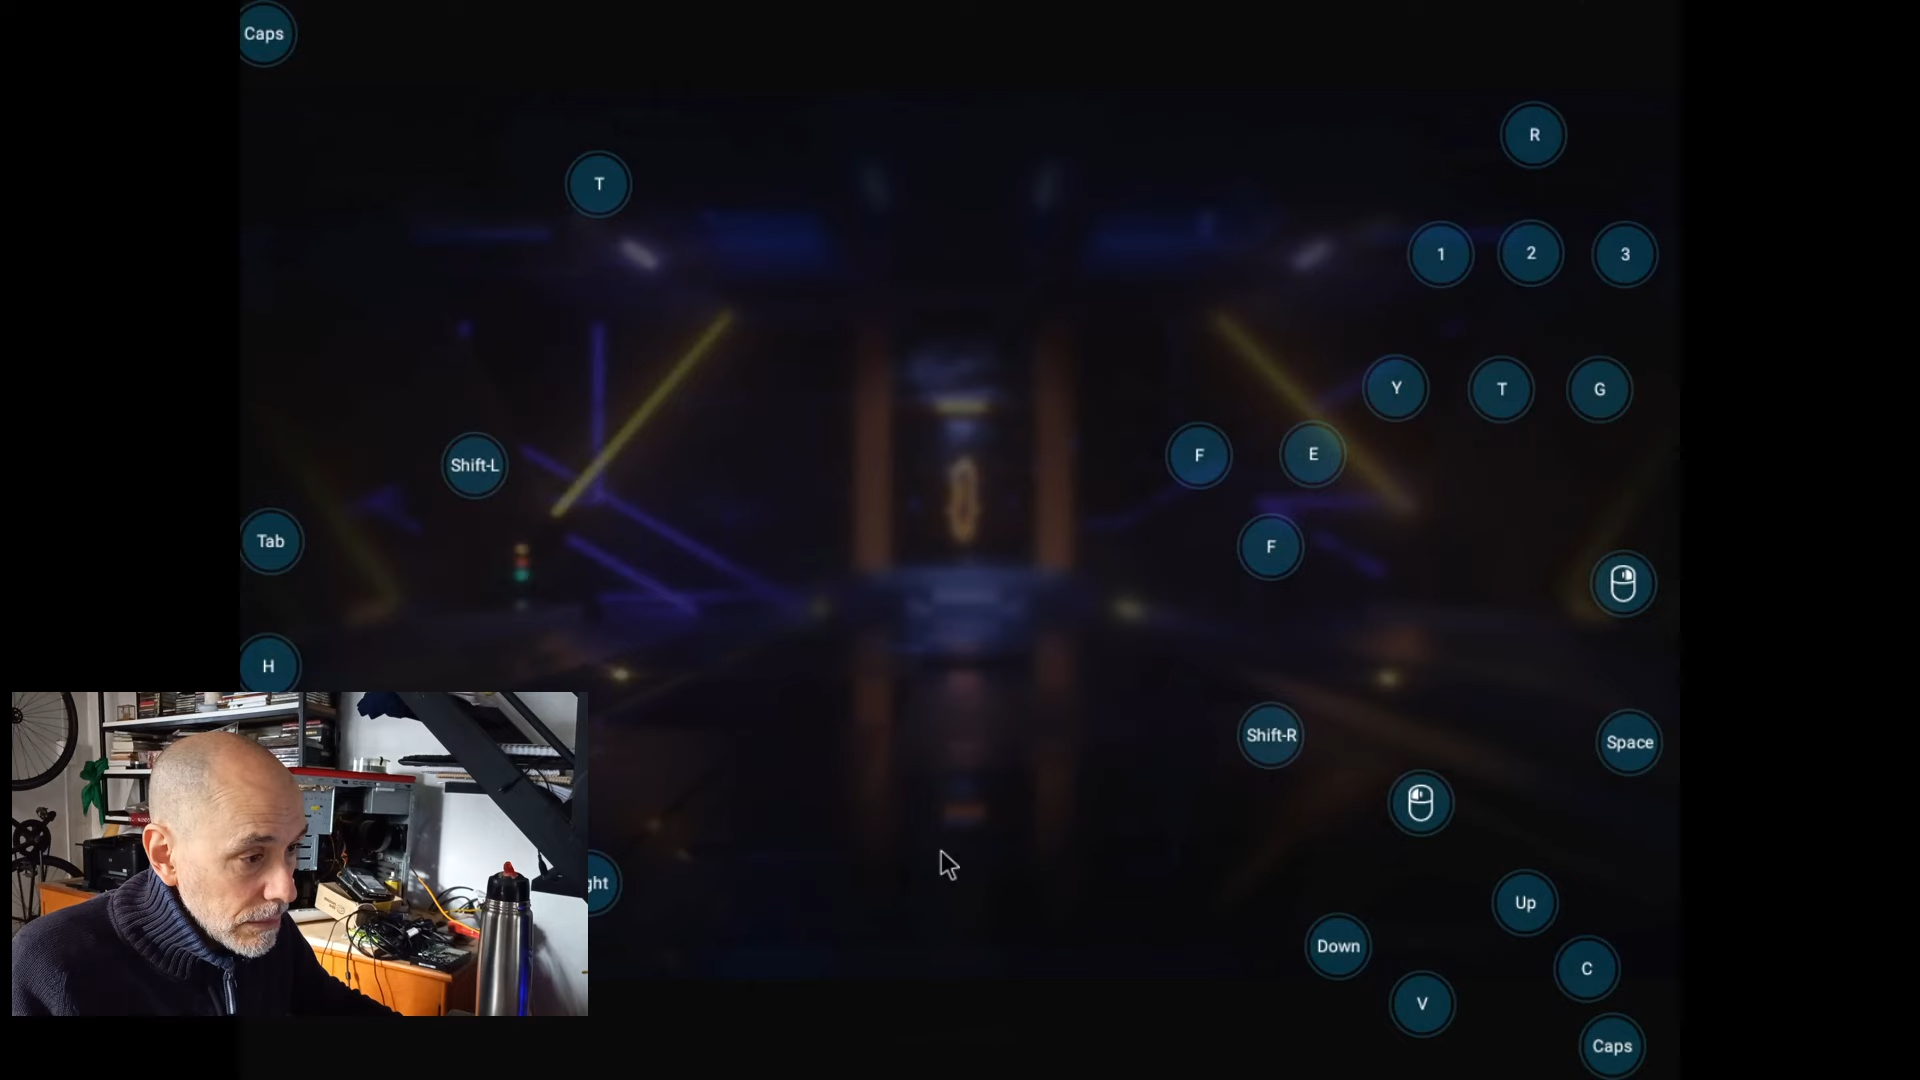 Caps
R
T
1
2
3
Y
T
G
F
E
Shift-L
Tab
F
H
Shift-R
Space
ght
Up
Down
C
V
Caps